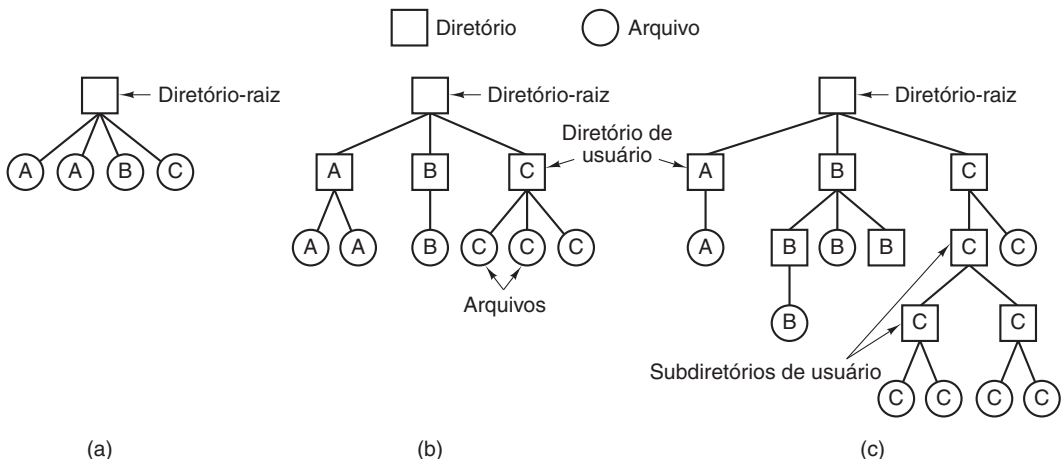 Diretório Arquivo
Diretório-raiz Diretório-raiz Diretório-raiz
Diretório de
usuário
A A B C A B C A B C
A A B C C C A B B B C C
Arquivos
B C C
Subdiretórios de usuário
C C C C
(a) (b) (c)